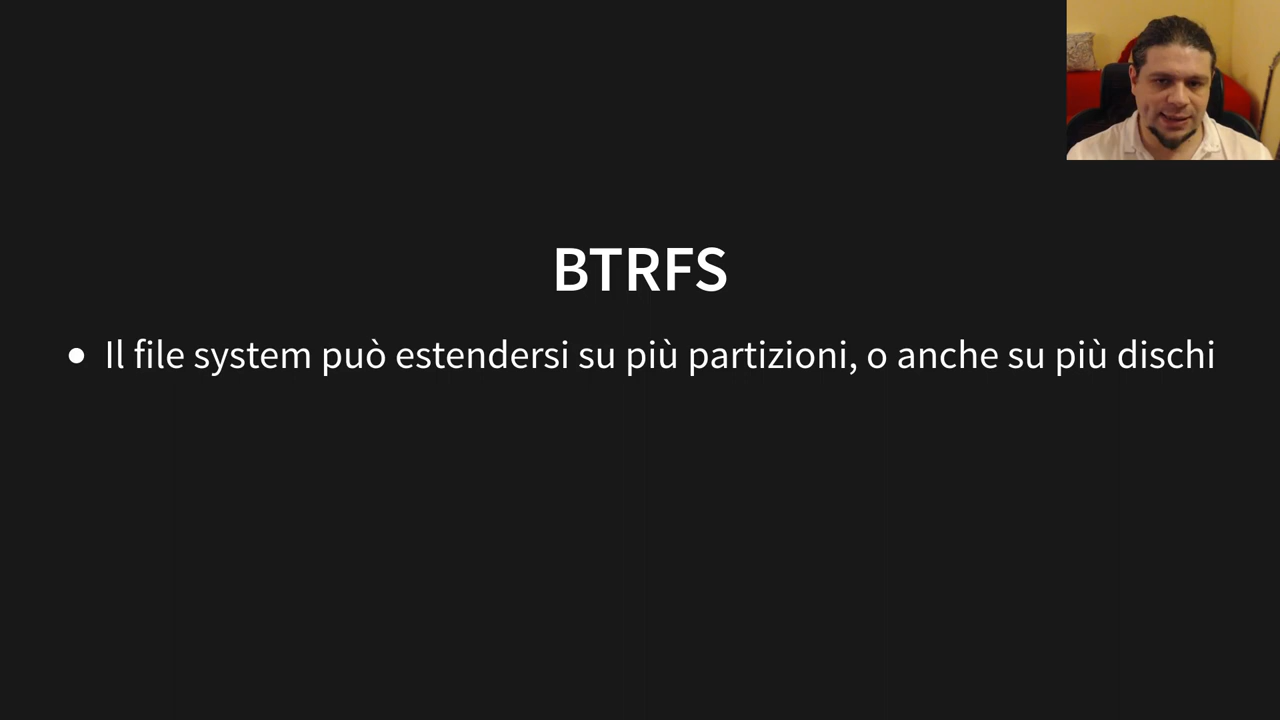 BTRFS
● Il file system può estendersi su più partizioni, o anche su più dischi